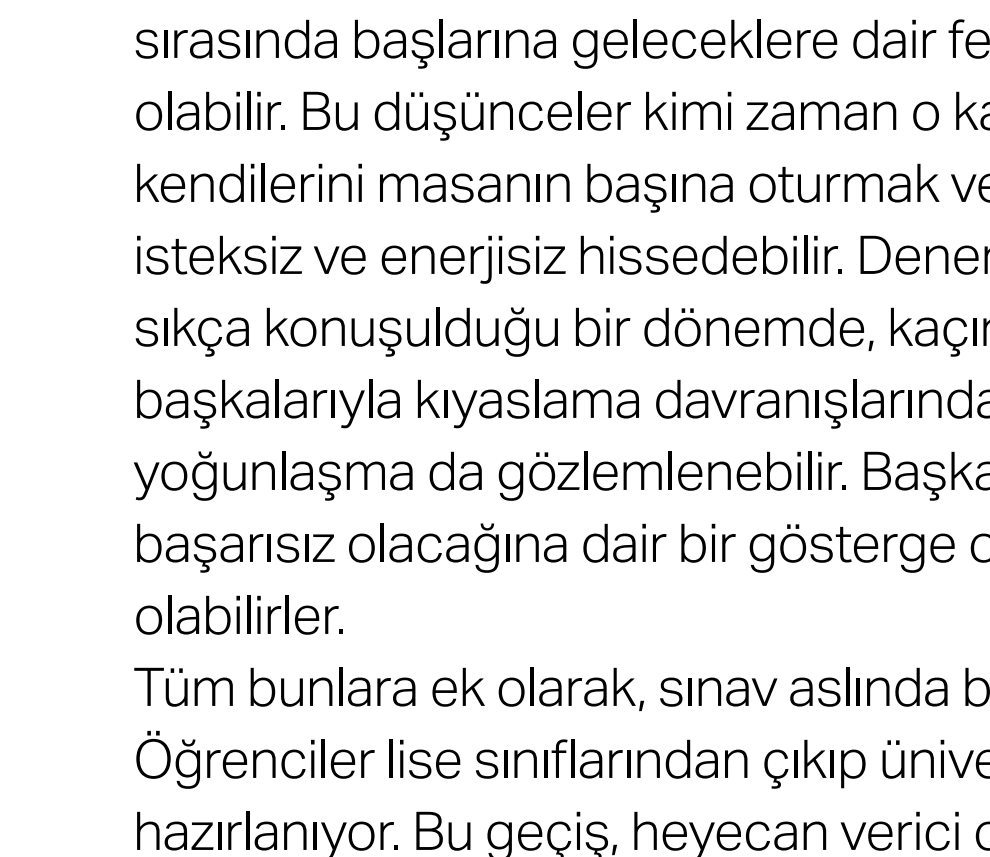 sırasında başlarına geleceklere dair fe
olabilir. Bu düşünceler kimi zaman o ka
kendilerini masanın başına oturmak ve
isteksiz ve enerjisiz hissedebilir. Dener
sıkça konuşulduğu bir dönemde, kaçır
başkalarıyla kıyaslama davranışlarında
yoğunlaşma da gözlemlenebilir. Başka
başarısız olacağına dair bir gösterge o
olabilirler.
Tüm bunlara ek olarak, sınav aslında b
Öğrenciler lise sınıflarından çıkıp ünive
hazırlanıyor. Bu geçiş, heyecan verici o